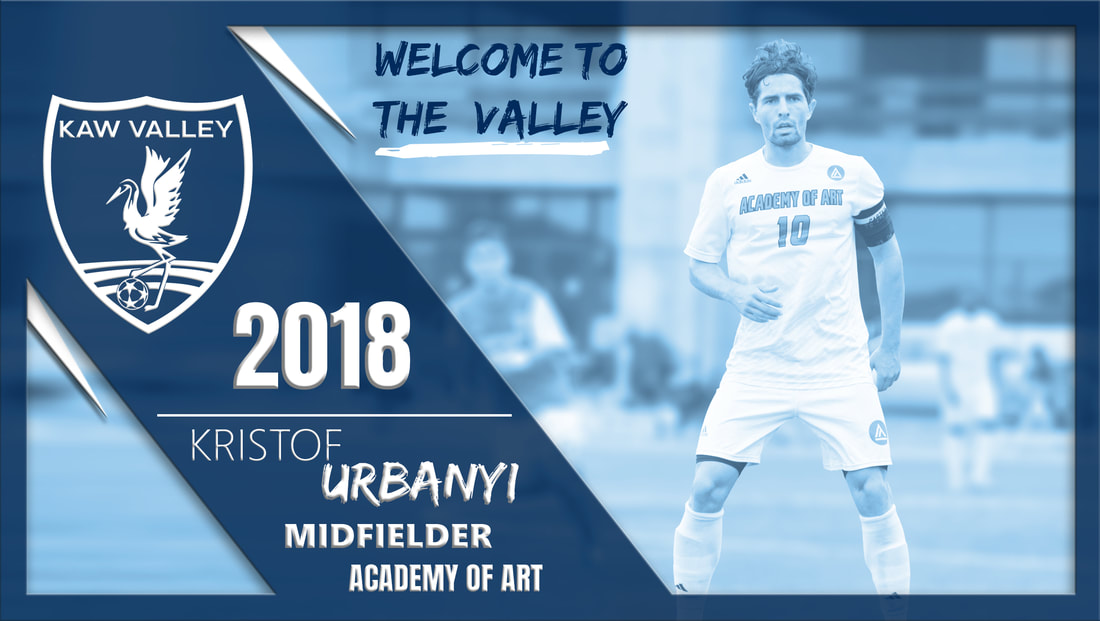 WELCOME TO
THE VALLEY
KAW VALLEY
2018
KRISTOF
URBANYI
MIDFIELDER
ACADEMY OF ART
ACADEMY OF ART
10